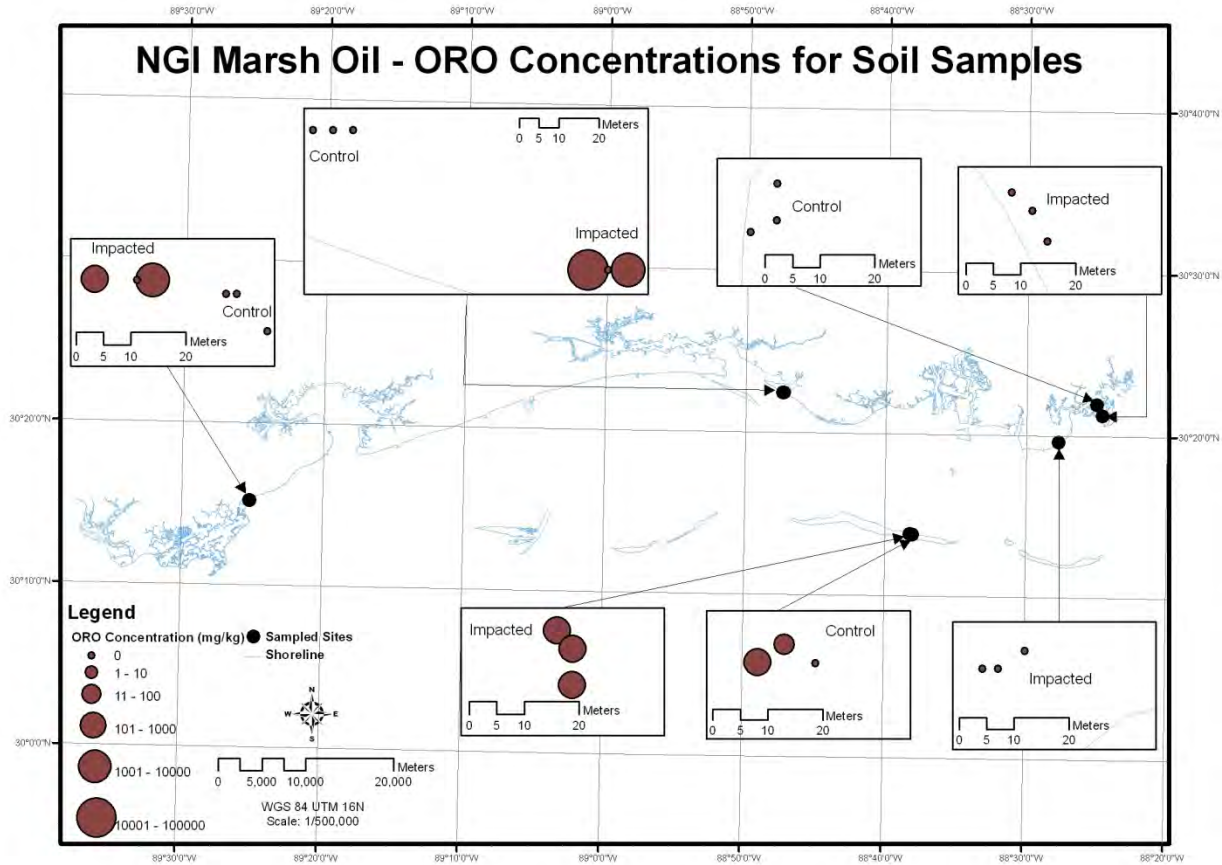 89°30'0"W 89°20'0"W 89°10'0"W 89°0'0"W 88°50'0"W 88°40'0"W 88°30'0"W
NGI Marsh Oil - ORO Concentrations for Soil Samples
30°40'0"N
Control
Meters
0 5 10 20
Impacted
Control
Meters
0 5 10 20
Impacted
Meters
0 5 10 20
Impacted
Control
Meters
0 5 10 20
30°30'0"N
30°20'0"N
30°20'0"N
30°10'0"N
Impacted
Meters
0 5 10 20
Control
Meters
0 5 10 20
Impacted
Meters
0 5 10 20
Legend
ORO Concentration (mg/kg)
0
1 - 10
11 - 100
101 - 1000
1001 - 10000
10001 - 100000
Sampled Sites
Shoreline
N
W E
S
30°0'0"N
Meters
0 5,000 10,000 20,000
WGS 84 UTM 16N
Scale: 1/500,000
89°30'0"W 89°20'0"W 89°10'0"W 89°0'0"W 88°50'0"W 88°40'0"W 88°30'0"W 88°20'0"W